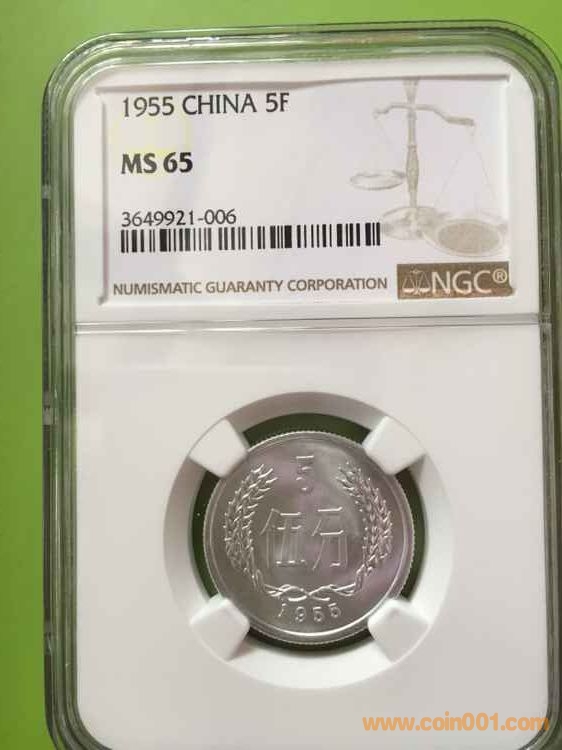 1955 CHINA 5F
MS 65
3649921-006
NUMISMATIC GUARANTY CORPORATION
NGC®
5
伍分
1955
www.coin001.com